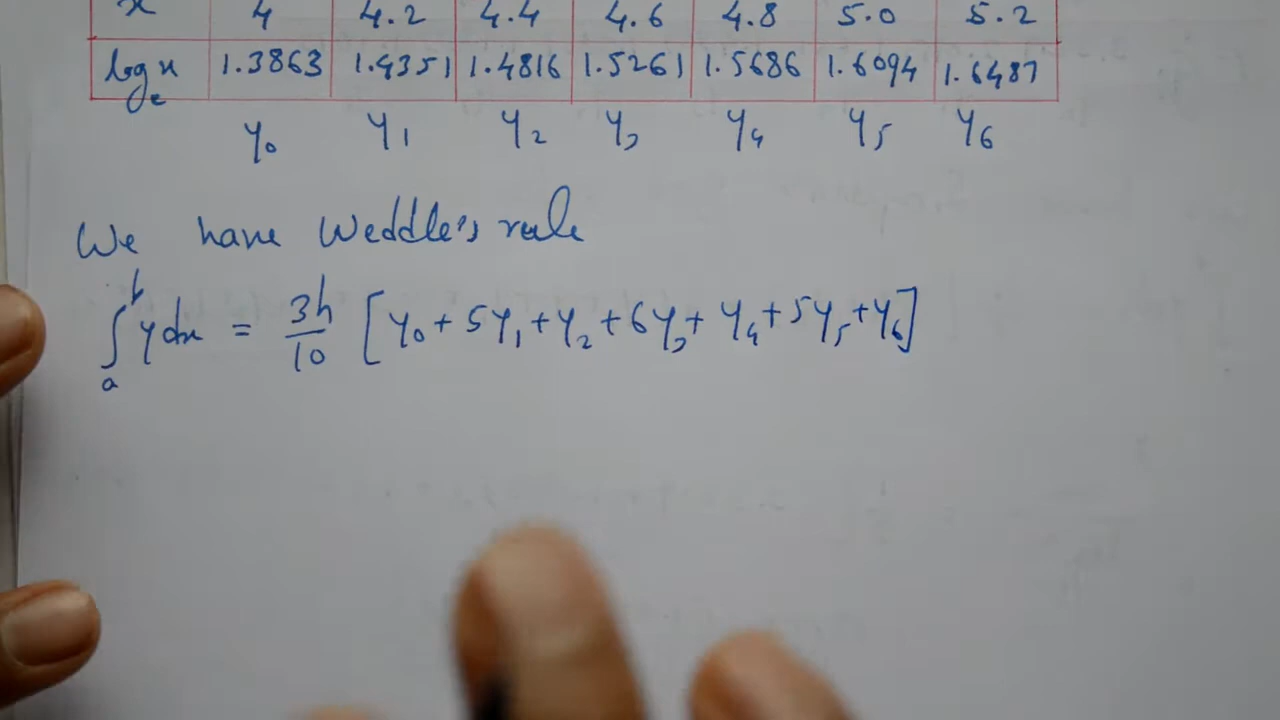 x 4 4.2 4.4 4.6 4.8 5.0 5.2
logₑx 1.3863 1.4351 1.4816 1.5261 1.5686 1.6094 1.6487
y₀ y₁ y₂ y₃ y₄ y₅ y₆
We have Weddle's rule
∫ₐᵇ y dx = 3h/10 [y₀ + 5y₁ + y₂ + 6y₃ + y₄ + 5y₅ + y₆]